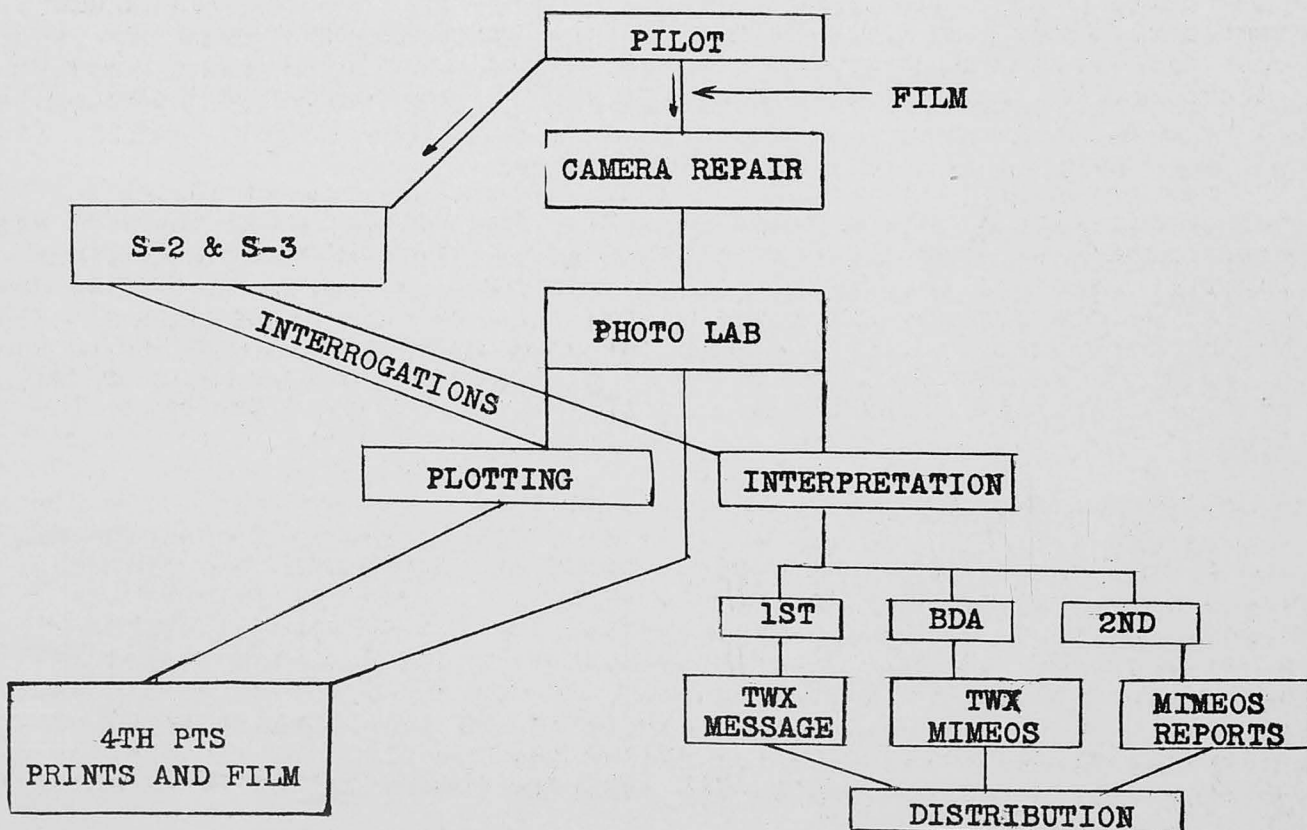 PILOT
FILM
CAMERA REPAIR
S-2 & S-3
PHOTO LAB
INTERROGATIONS
PLOTTING
INTERPRETATION
1ST
BDA
2ND
TWX
MESSAGE
TWX
MIMEOS
MIMEOS
REPORTS
4TH PTS
PRINTS AND FILM
DISTRIBUTION